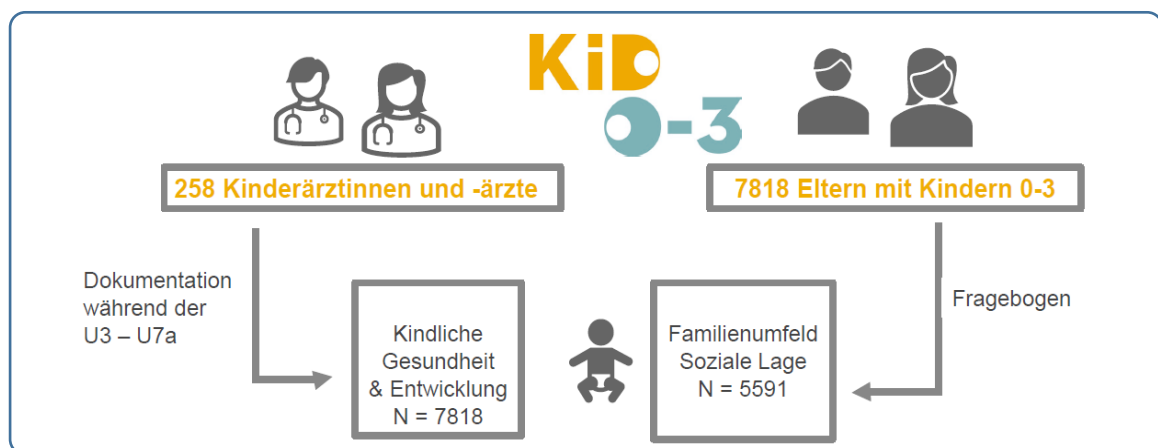 KiD
0-3
258 Kinderärztinnen und -ärzte
7818 Eltern mit Kindern 0-3
Dokumentation
während der
U3 – U7a
Kindliche
Gesundheit
& Entwicklung
N = 7818
Familienumfeld
Soziale Lage
N = 5591
Fragebogen